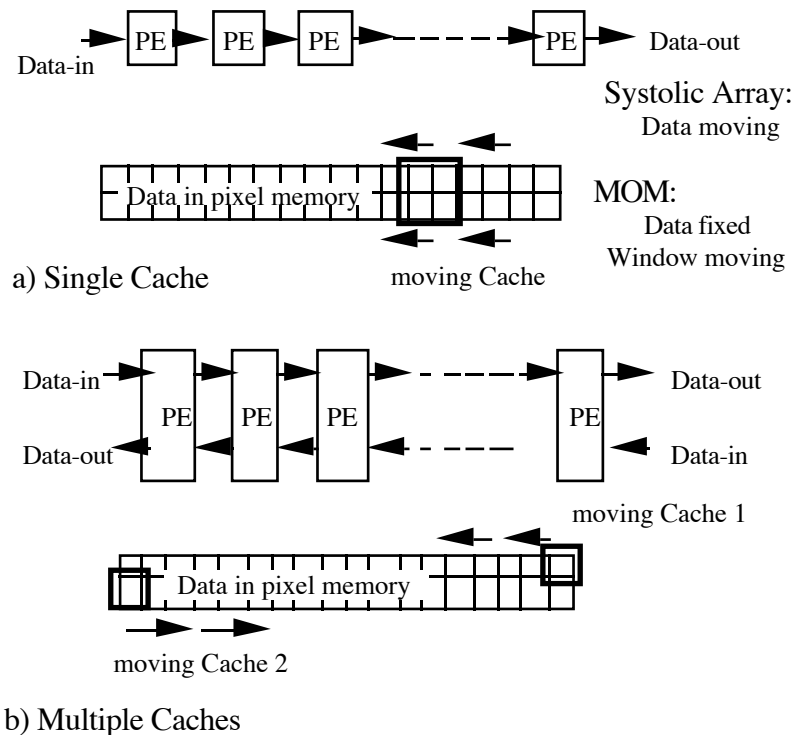 PE PE PE PE
Data-in
Data-out
Systolic Array:
Data moving
Data in pixel memory
MOM:
Data fixed
Window moving
moving Cache
a) Single Cache
Data-in
Data-out
PE PE PE PE
Data-out
Data-in
moving Cache 1
Data in pixel memory
moving Cache 2
b) Multiple Caches